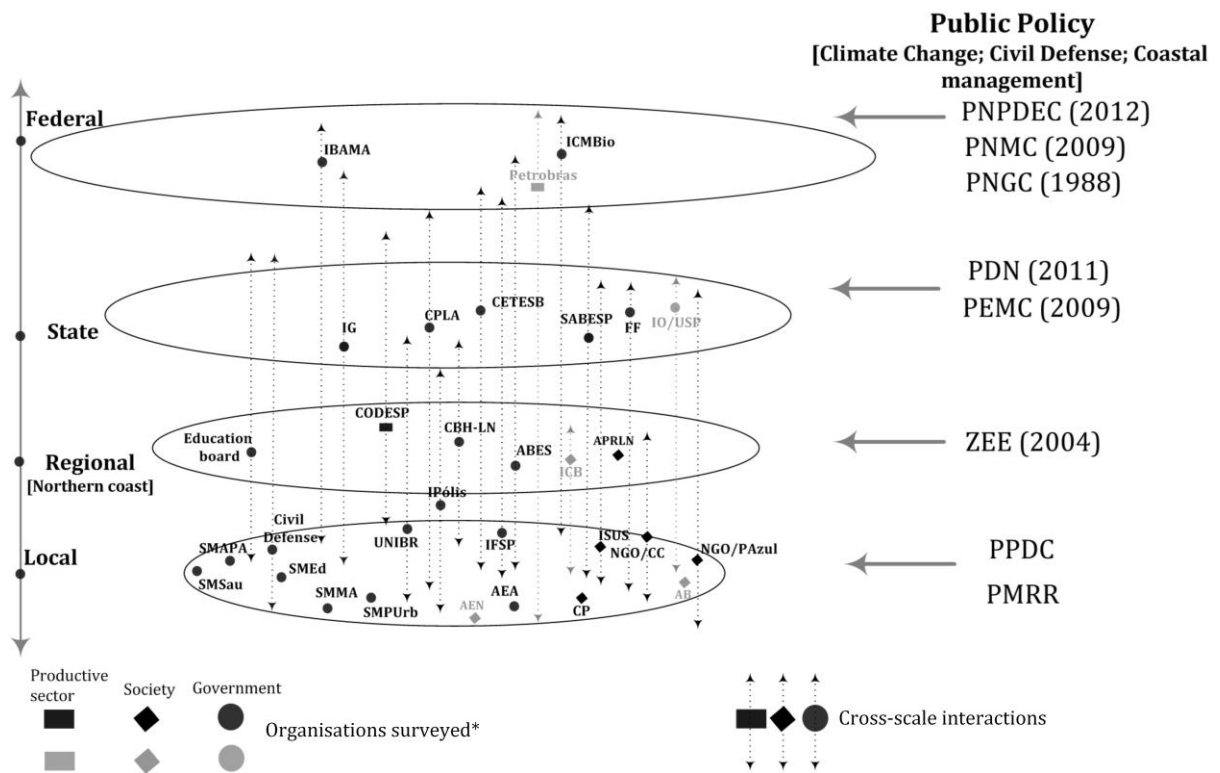 Public Policy
[Climate Change; Civil Defense; Coastal
management]
Federal
IBAMA
ICMBio
Petrobras
PNPDEC (2012)
PNMC (2009)
PNGC (1988)
State
IG
CPLA
CETESB
SABESP
FF
IO/USP
PDN (2011)
PEMC (2009)
Regional
[Northern coast]
Education
board
CODESP
CBH-LN
ABES
ICB
APRLN
IPólis
ZEE (2004)
Local
SMSau
SMAPA
Civil
Defense
SMEd
SMMA
SMPUrb
UNIBR
AEN
IFSP
AEA
ISUS
NGO/CC
CP
NGO/PAzul
AB
PPDC
PMRR
Productive
sector
Society
Government
Organisations surveyed*
Cross-scale interactions